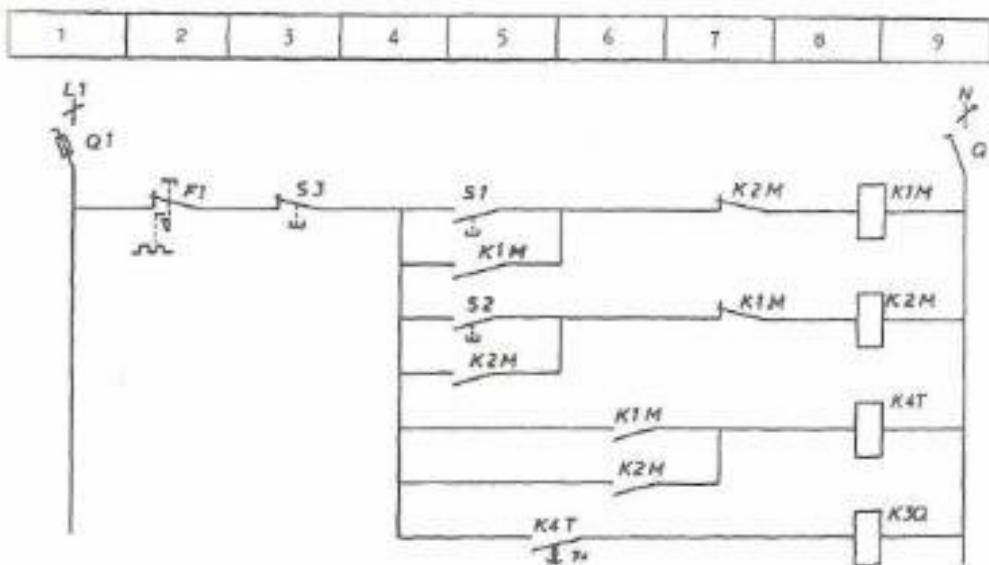 1 2 3 4 5 6 7 8 9
L1 N
Q1 Q
F1 S3 S1 K2M K1M
K1M
S2 K1M K2M
K2M
K1M K4T
K2M
K4T K3Q